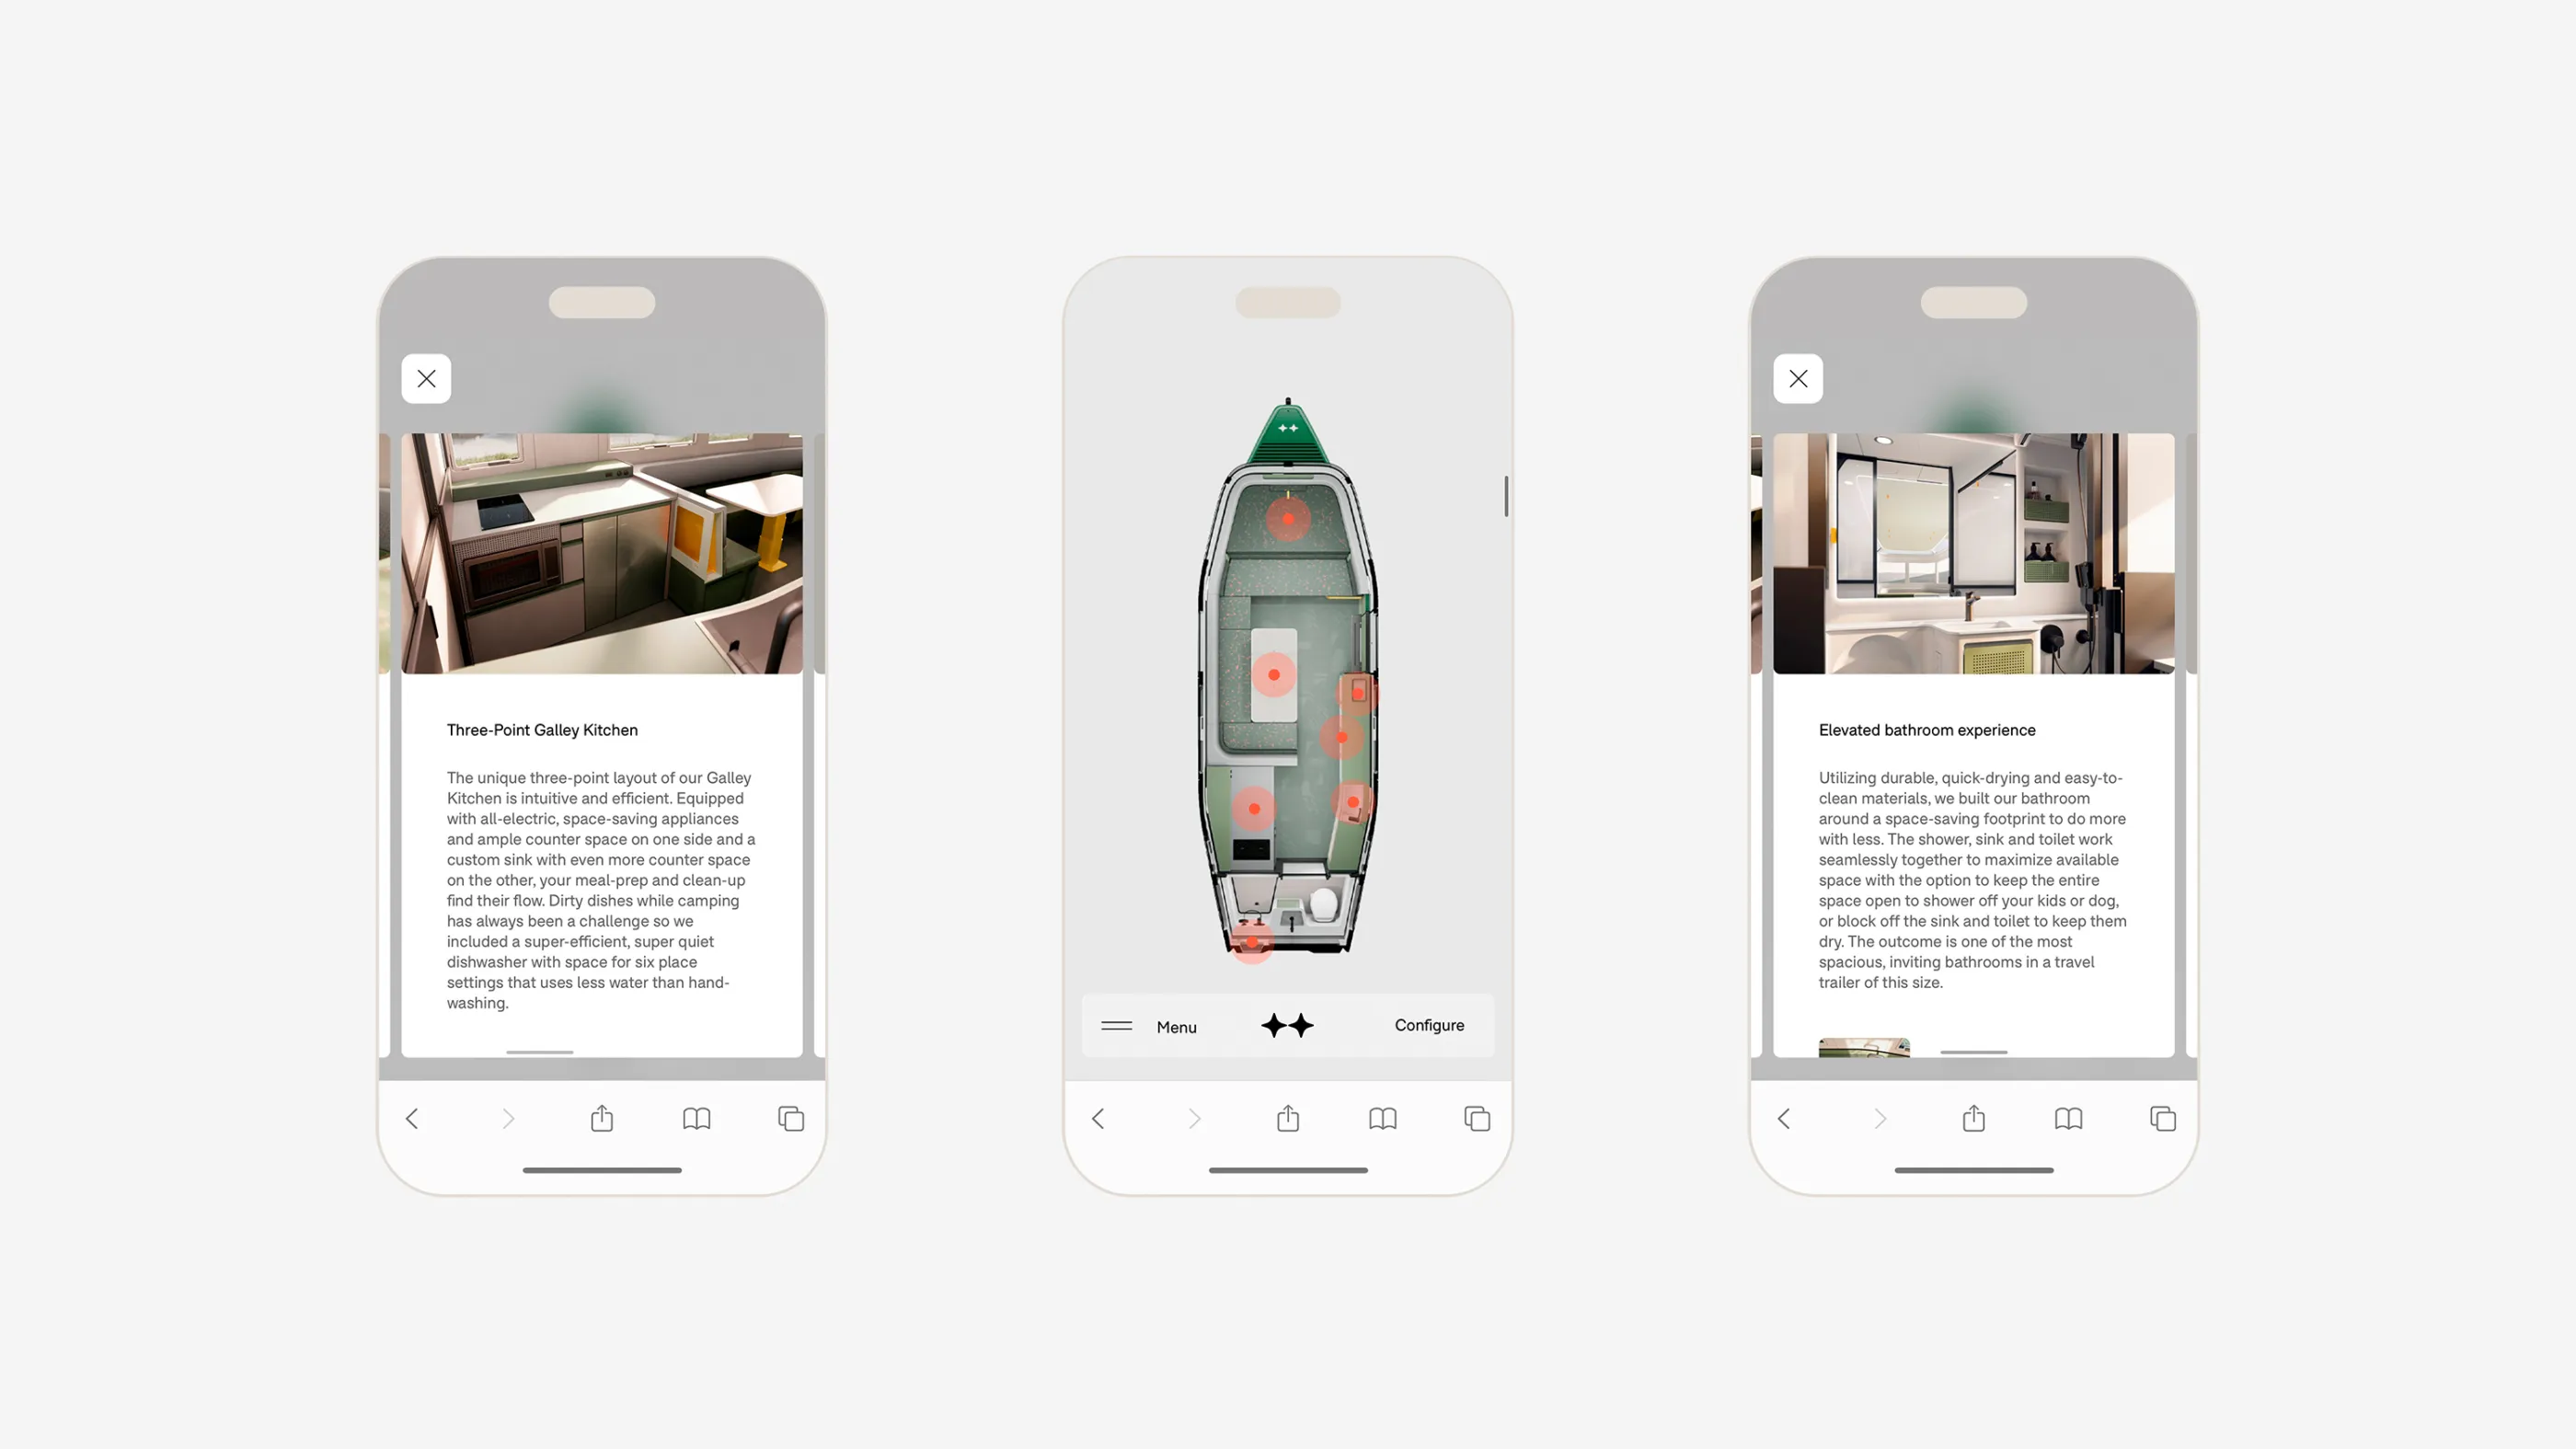 Three-Point Galley Kitchen
The unique three-point layout of our Galley
Kitchen is intuitive and efficient. Equipped
with all-electric, space-saving appliances
and ample counter space on one side and a
custom sink with even more counter space
on the other, your meal-prep and clean-up
find their flow. Dirty dishes while camping
has always been a challenge so we
included a super-efficient, super quiet
dishwasher with space for six place
settings that uses less water than hand-
washing.
Menu
Configure
Elevated bathroom experience
Utilizing durable, quick-drying and easy-to-
clean materials, we built our bathroom
around a space-saving footprint to do more
with less. The shower, sink and toilet work
seamlessly together to maximize available
space with the option to keep the entire
space open to shower off your kids or dog,
or block off the sink and toilet to keep them
dry. The outcome is one of the most
spacious, inviting bathrooms in a travel
trailer of this size.